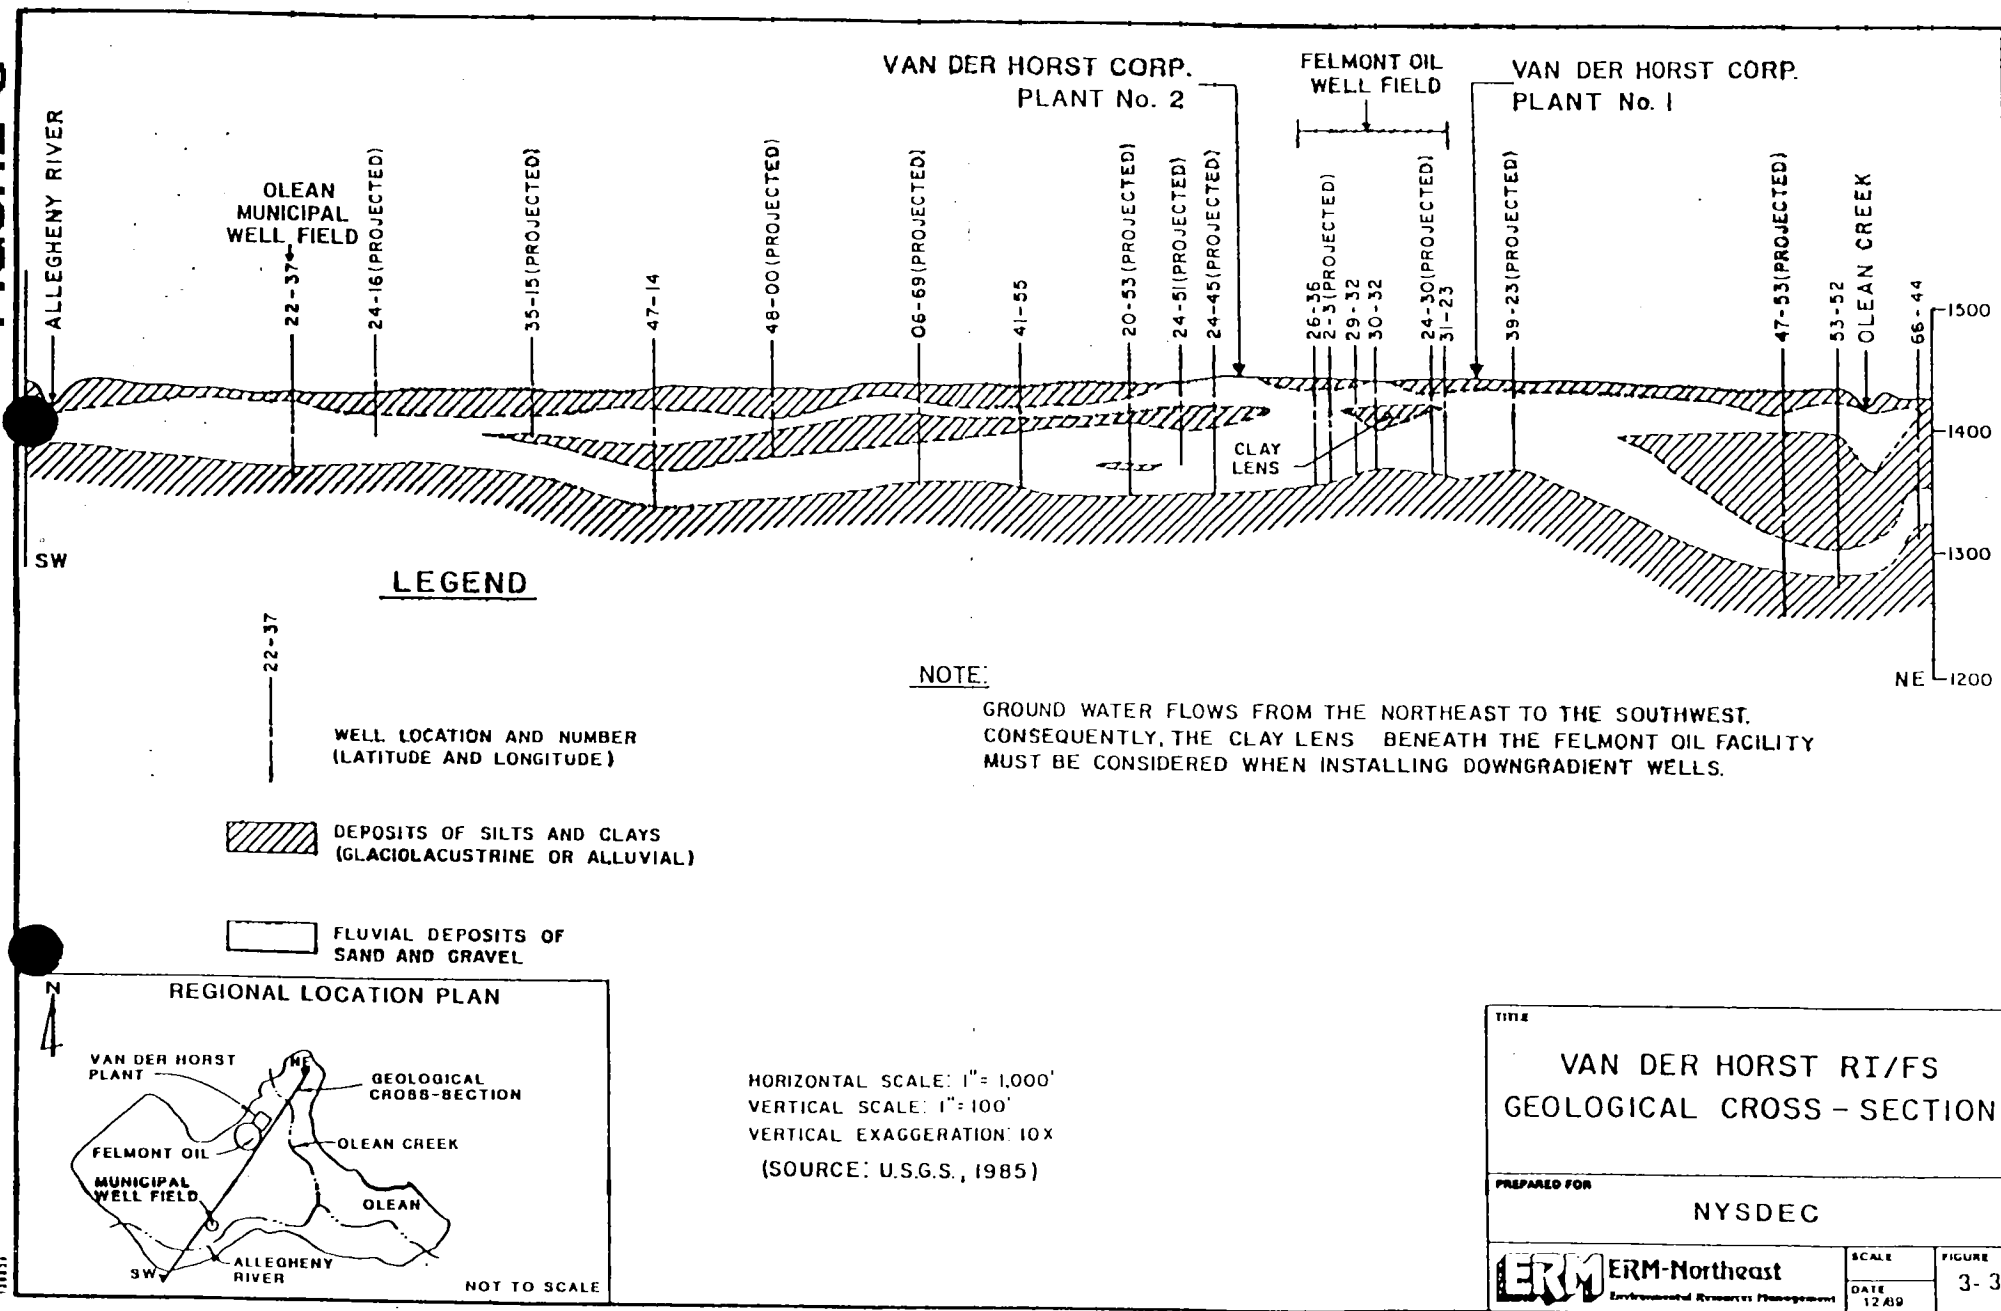 VAN DER HORST CORP.
PLANT No. 2
FELMONT OIL
WELL FIELD
VAN DER HORST CORP.
PLANT No. 1
ALLEGHENY RIVER
OLEAN
MUNICIPAL
WELL FIELD
22-37
24-16(PROJECTED)
35-15(PROJECTED)
47-14
48-00(PROJECTED)
06-69(PROJECTED)
41-55
20-53(PROJECTED)
24-51(PROJECTED)
24-45(PROJECTED)
26-36
2-3(PROJECTED)
29-32
30-32
24-30(PROJECTED)
31-23
39-23(PROJECTED)
47-53(PROJECTED)
53-52
OLEAN CREEK
66-44
1500
1400
1300
1200
CLAY
LENS
SW
NE
LEGEND
22-37
WELL LOCATION AND NUMBER
(LATITUDE AND LONGITUDE)
DEPOSITS OF SILTS AND CLAYS
(GLACIOLACUSTRINE OR ALLUVIAL)
FLUVIAL DEPOSITS OF
SAND AND GRAVEL
NOTE:
GROUND WATER FLOWS FROM THE NORTHEAST TO THE SOUTHWEST.
CONSEQUENTLY, THE CLAY LENS BENEATH THE FELMONT OIL FACILITY
MUST BE CONSIDERED WHEN INSTALLING DOWNGRADIENT WELLS.
N
REGIONAL LOCATION PLAN
VAN DER HORST
PLANT
NE
GEOLOGICAL
CROSS-SECTION
FELMONT OIL
OLEAN CREEK
MUNICIPAL
WELL FIELD
OLEAN
SW
ALLEGHENY
RIVER
NOT TO SCALE
HORIZONTAL SCALE: 1"= 1,000'
VERTICAL SCALE: 1"=100'
VERTICAL EXAGGERATION: 10X
(SOURCE: U.S.G.S., 1985)
TITLE
VAN DER HORST RI/FS
GEOLOGICAL CROSS-SECTION
PREPARED FOR
NYSDEC
ERM ERM-Northeast
Environmental Resources Management
SCALE
DATE
12/89
FIGURE
3-3